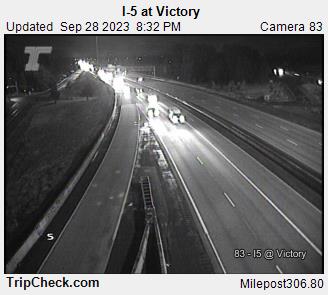 I-5 at Victory
Updated Sep 28 2023 8:32 PM Camera 83
T
S
83 - I5 @ Victory
TripCheck.com Milepost306.80